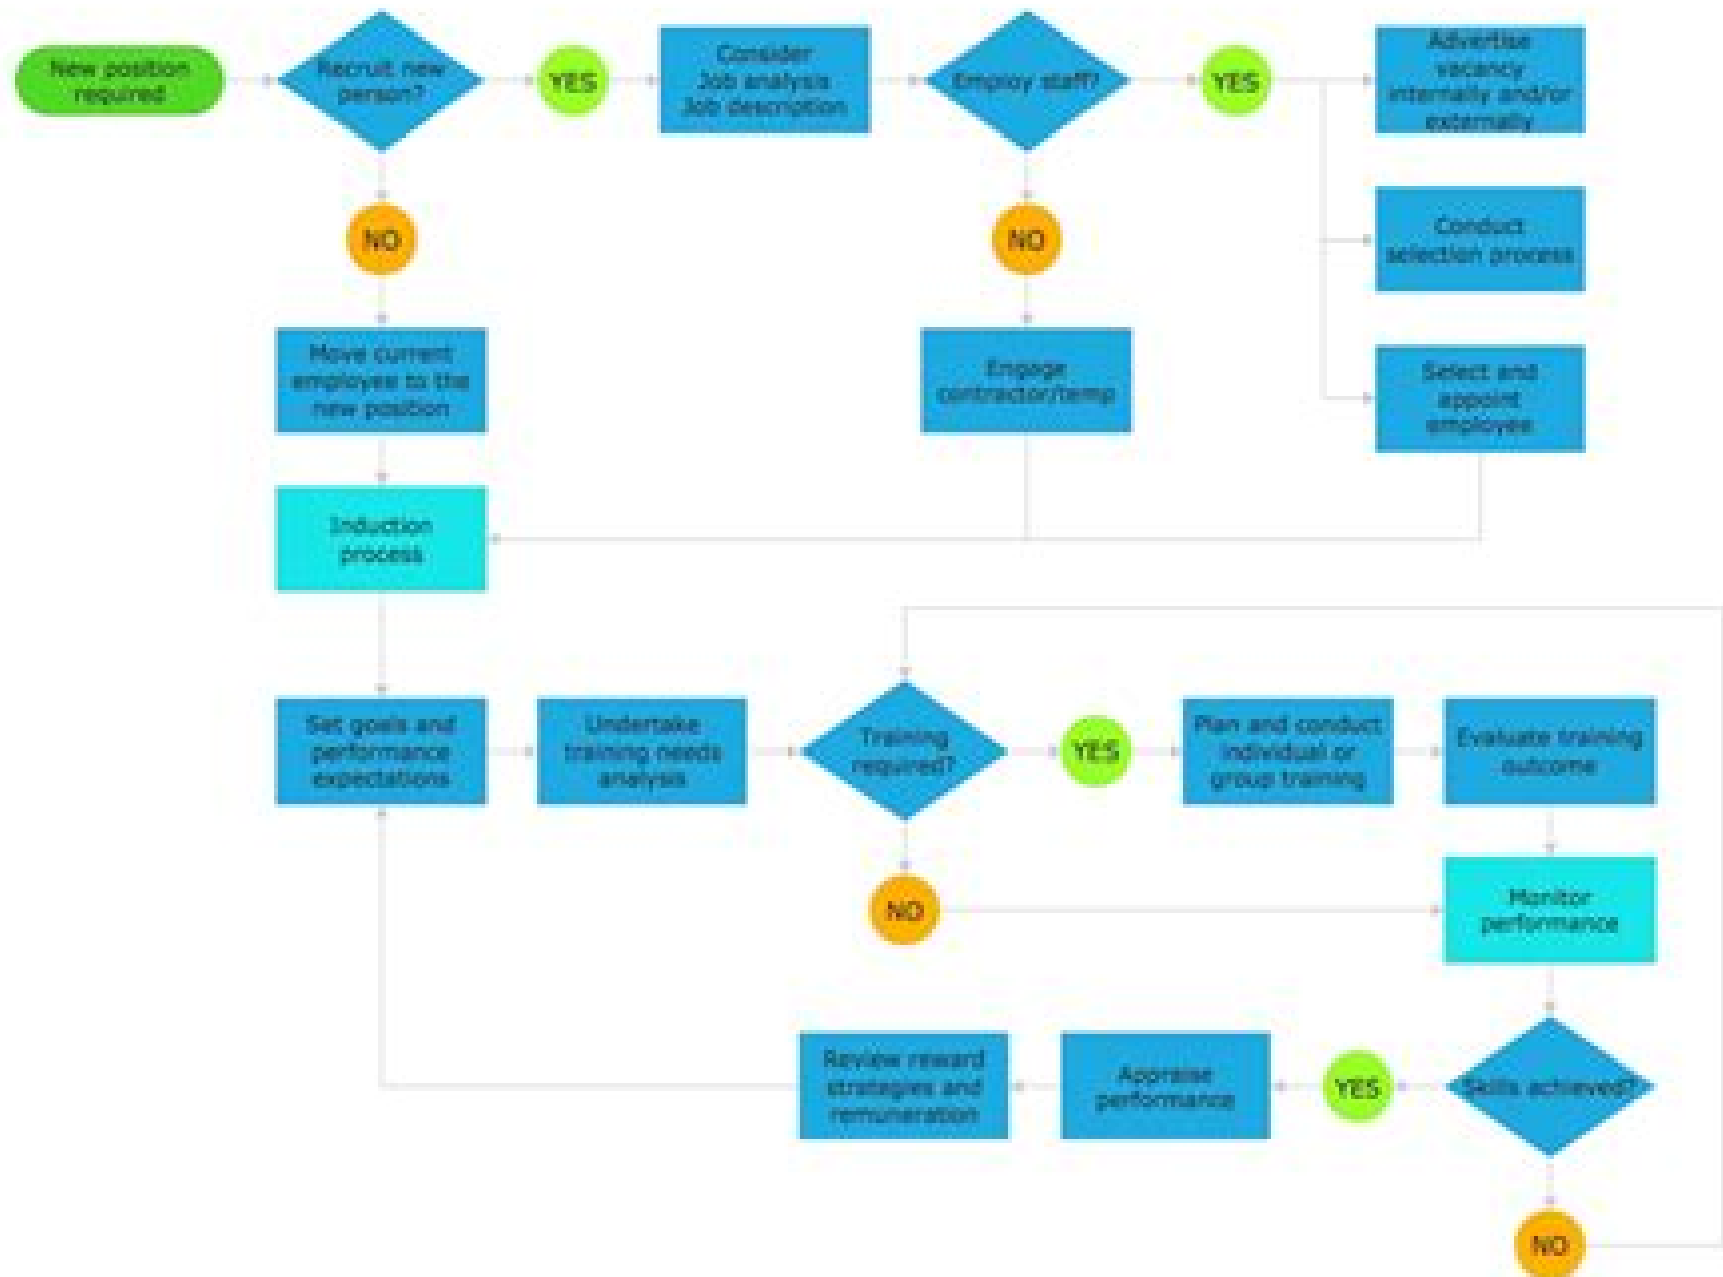 New position
required
Recruit new
person?
YES
Consider
Job analysis
Job description
Employ staff?
YES
Advertise
vacancy
internally and/or
externally
NO
NO
Conduct
selection process
Move current
employee to the
new position
Engage
contractor/temp
Select and
appoint
employee
Induction
process
Set goals and
performance
expectations
Undertake
training needs
analysis
Training
required?
YES
Plan and conduct
individual or
group training
Evaluate training
outcome
NO
Monitor
performance
Review reward
strategies and
remuneration
Appraise
performance
YES
Skills achieved?
NO